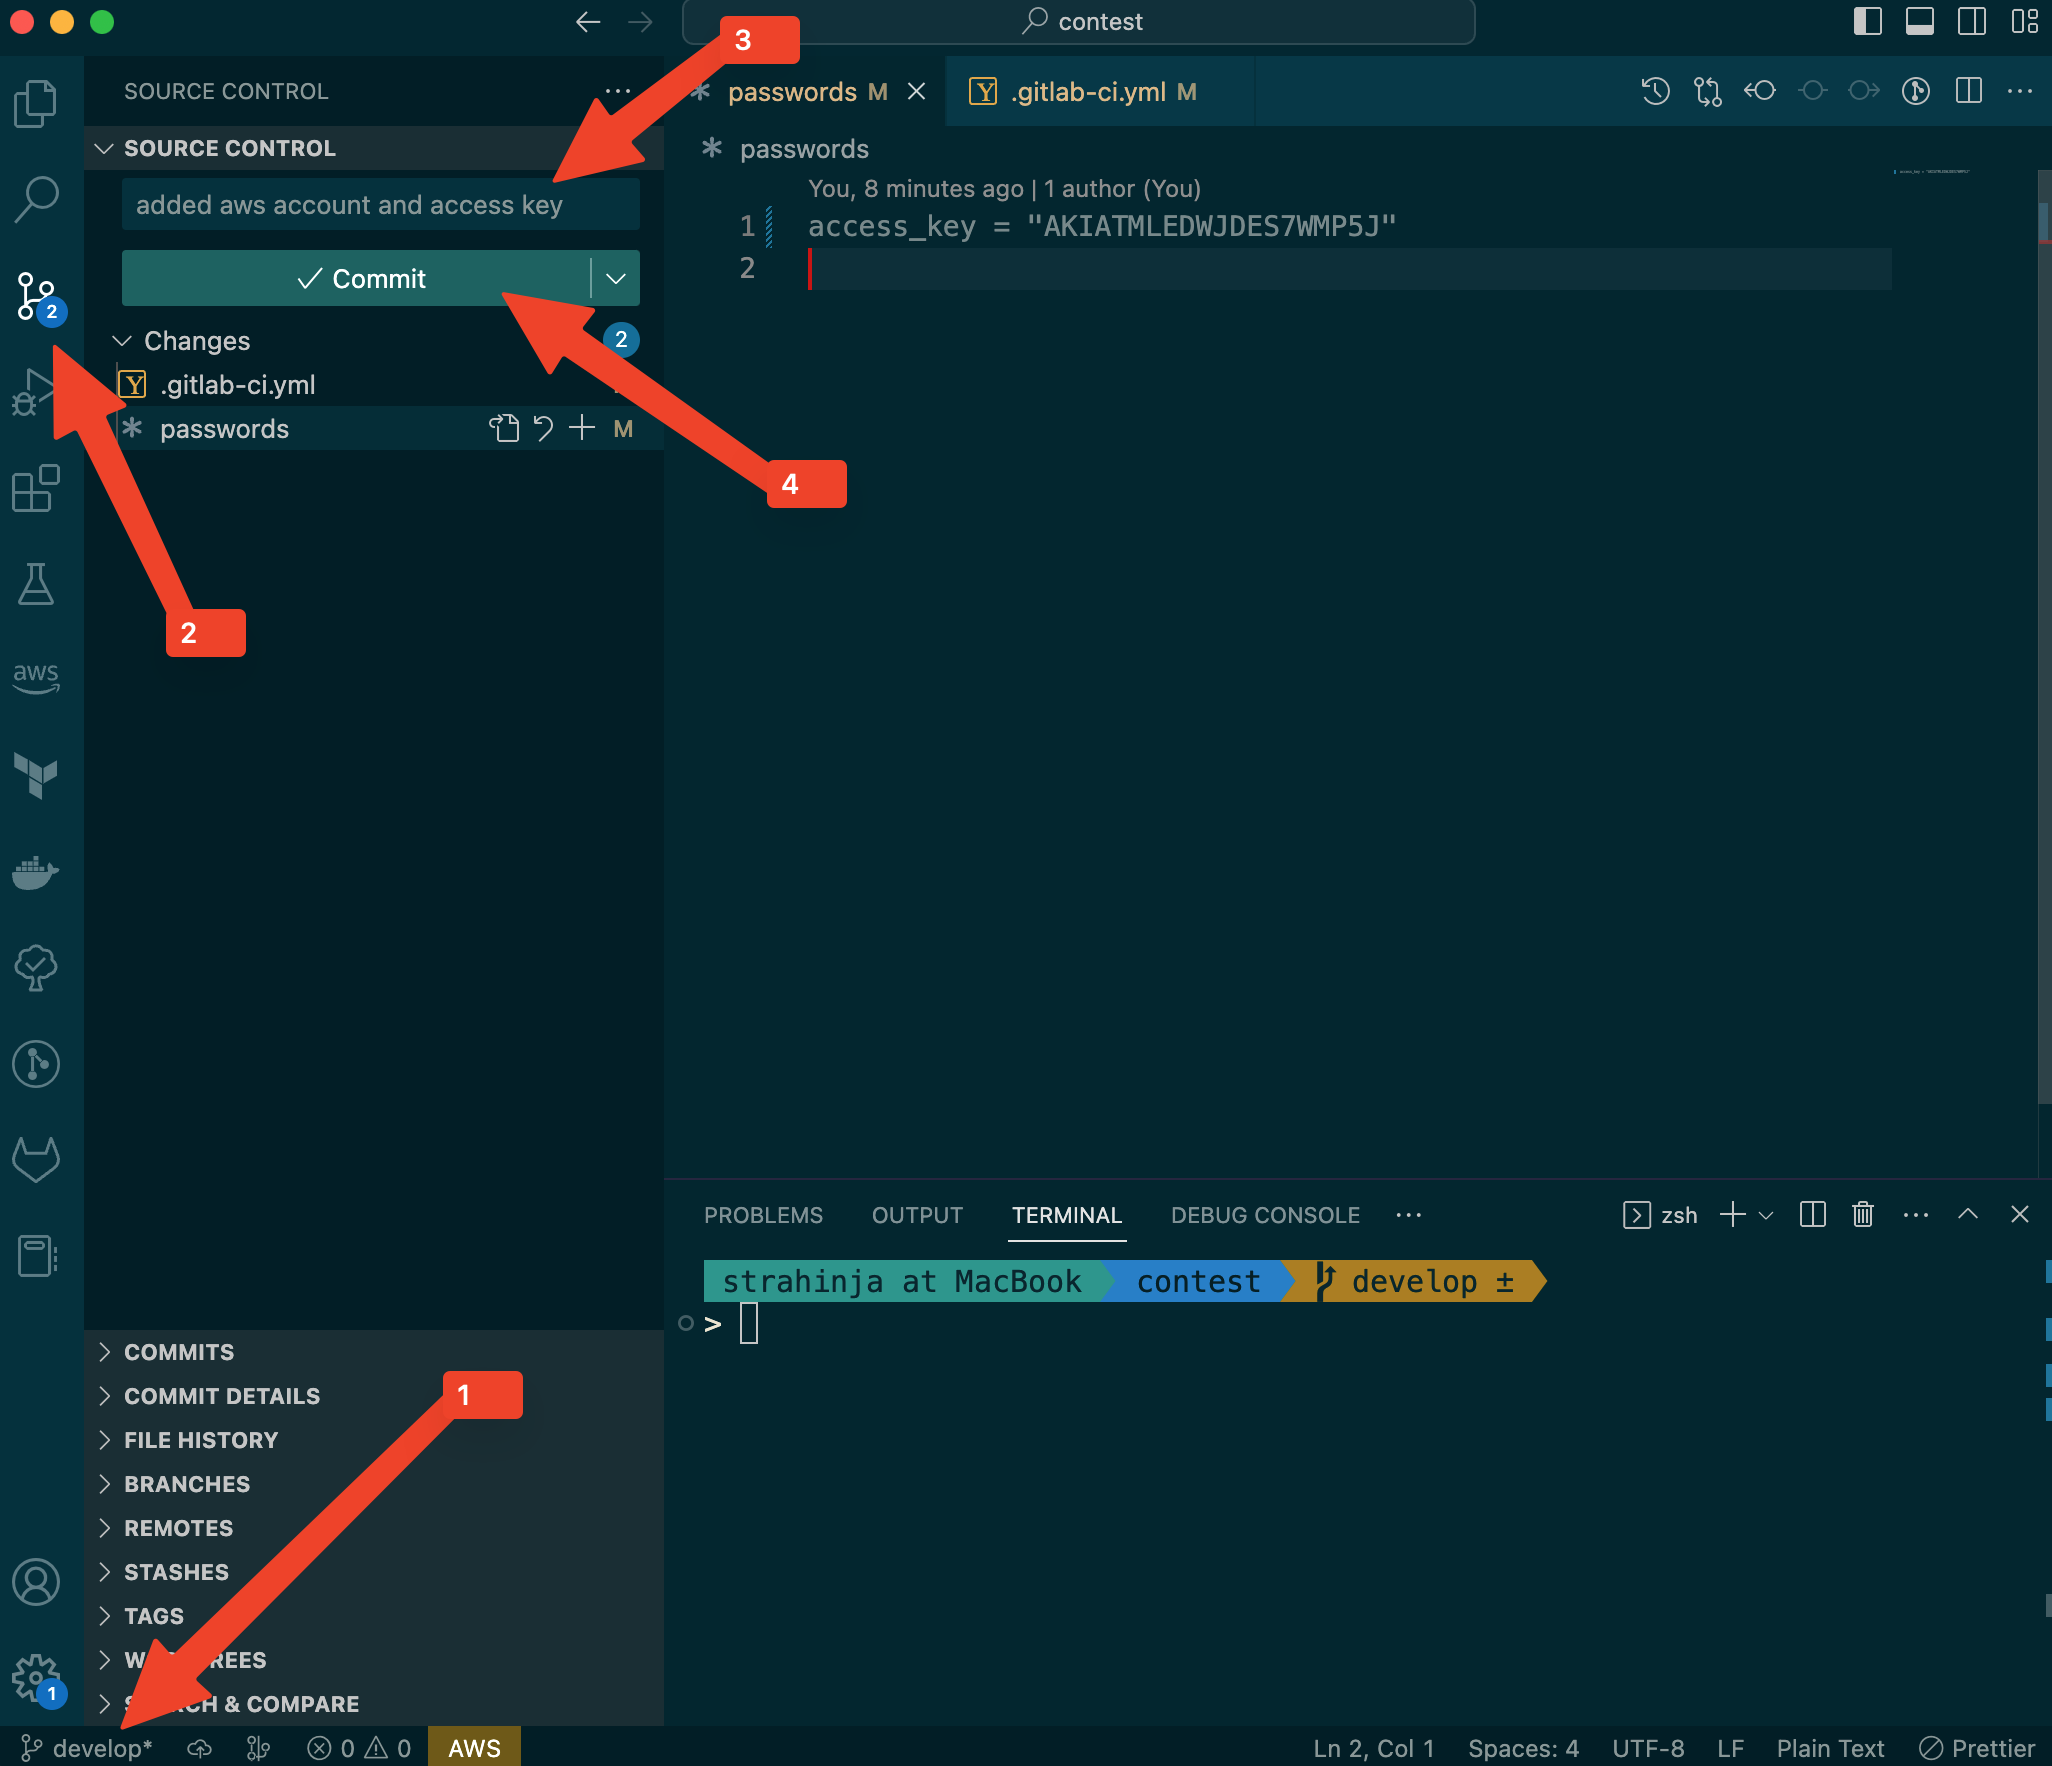 contest
3
SOURCE CONTROL
passwords M
Y .gitlab-ci.yml M
SOURCE CONTROL
passwords
added aws account and access key
You, 8 minutes ago | 1 author (You)
1 access_key = "AKIATMLEDWJDES7WMP5J"
2
Commit
2
Changes 2
Y .gitlab-ci.yml
passwords M
4
2
aws
PROBLEMS OUTPUT TERMINAL DEBUG CONSOLE
zsh
strahinja at MacBook contest develop ±
>
COMMITS
1
COMMIT DETAILS
FILE HISTORY
BRANCHES
REMOTES
STASHES
TAGS
REES
1
CH & COMPARE
develop* 0 0 AWS
Ln 2, Col 1 Spaces: 4 UTF-8 LF Plain Text Prettier